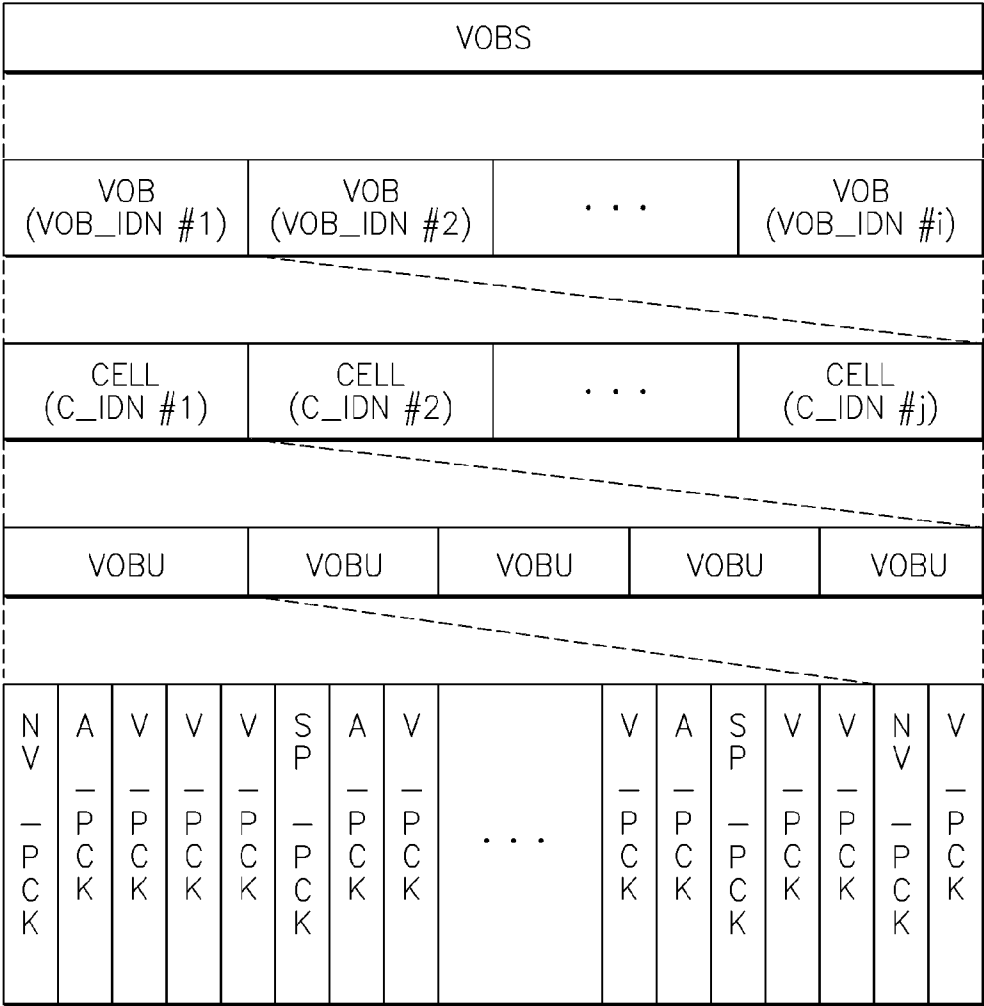 VOBS
VOB
(VOB_IDN #1)
VOB
(VOB_IDN #2)
. . .
VOB
(VOB_IDN #i)
CELL
(C_IDN #1)
CELL
(C_IDN #2)
. . .
CELL
(C_IDN #j)
VOBU
VOBU
VOBU
VOBU
VOBU
NV_PCK
A_PCK
V_PCK
V_PCK
V_PCK
SP_PCK
A_PCK
V_PCK
. . .
V_PCK
A_PCK
SP_PCK
V_PCK
V_PCK
NV_PCK
V_PCK